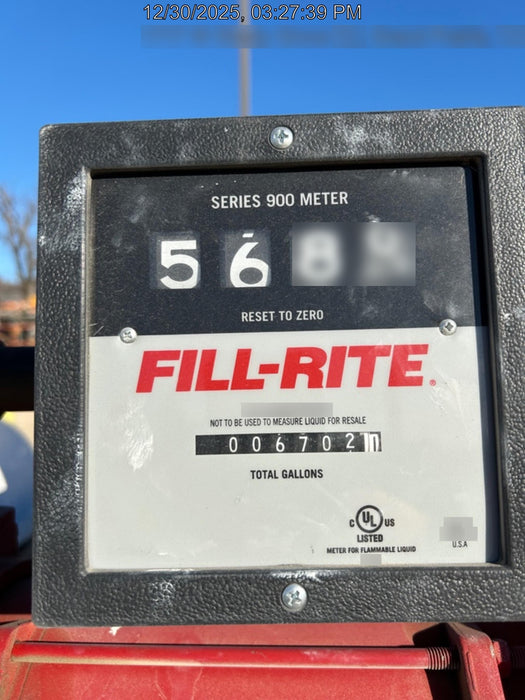 12/30/2025, 03:27:39 PM
SERIES 900 METER
5 6
RESET TO ZERO
FILL-RITE®
NOT TO BE USED TO MEASURE LIQUID FOR RESALE
006702
TOTAL GALLONS
C UL US
LISTED
METER FOR FLAMMABLE LIQUID
U.S.A